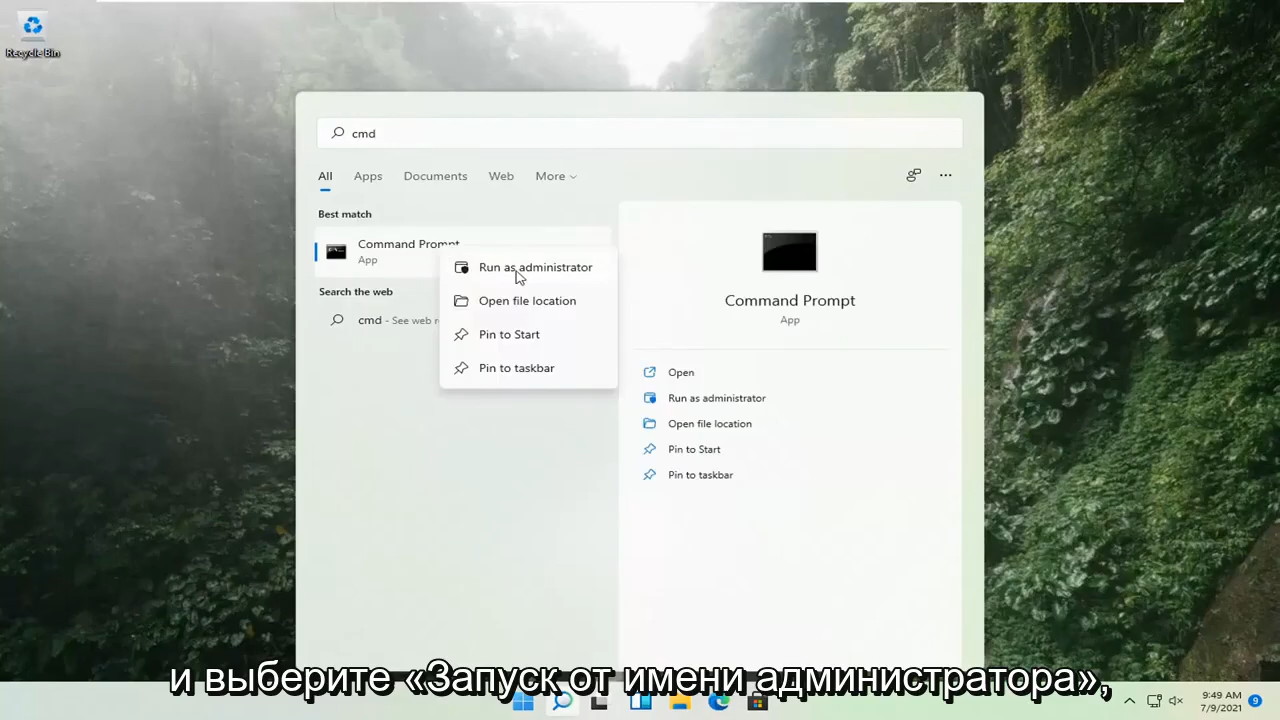 Recycle Bin
cmd
All Apps Documents Web More
Best match
Command Prompt
App
Search the web
cmd - See web
Run as administrator
Open file location
Pin to Start
Pin to taskbar
Command Prompt
App
Open
Run as administrator
Open file location
Pin to Start
Pin to taskbar
и выберите «Запуск от имени администратора»,
9:49 AM
7/9/2021
9